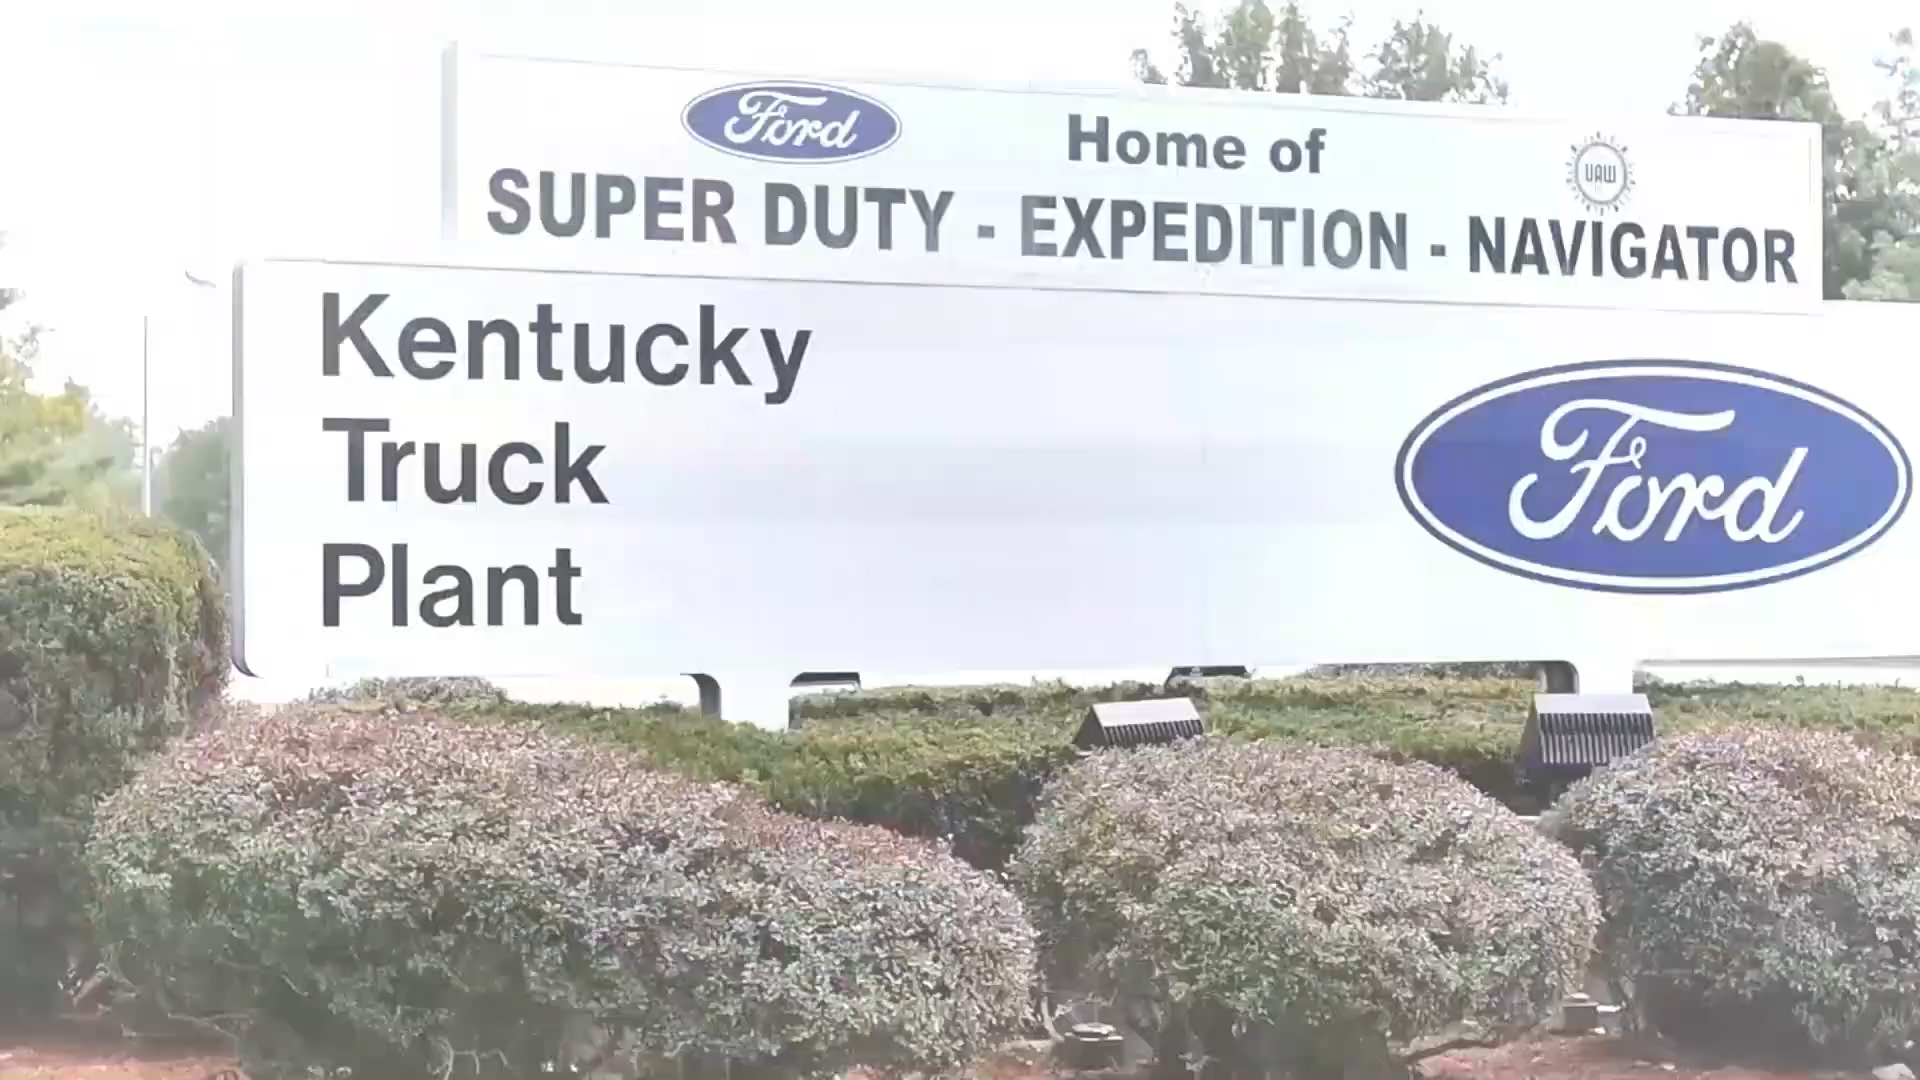 Ford Home of UAW
SUPER DUTY - EXPEDITION - NAVIGATOR
Kentucky
Truck
Plant
Ford